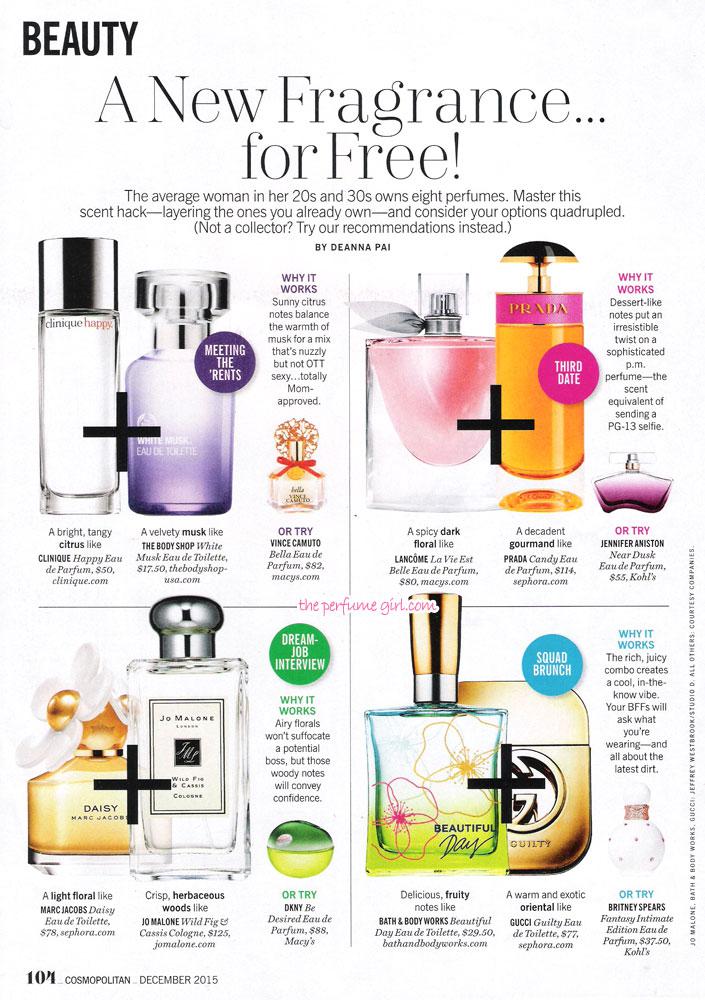 BEAUTY
A New Fragrance...
for Free!
The average woman in her 20s and 30s owns eight perfumes. Master this
scent hack—layering the ones you already own—and consider your options quadrupled.
(Not a collector? Try our recommendations instead.)
BY DEANNA PAI
clinique happy.
WHITE MUSK.
EAU DE TOILETTE
MEETING
THE
'RENTS
WHY IT
WORKS
Sunny citrus
notes balance
the warmth of
musk for a mix
that's nuzzly
but not OTT
sexy...totally
Mom-
approved.
bella
VINCE
CAMUTO
A bright, tangy
citrus like
CLINIQUE Happy Eau
de Parfum, $50,
clinique.com
A velvety musk like
THE BODY SHOP White
Musk Eau de Toilette,
$17.50, thebodyshop-
usa.com
OR TRY
VINCE CAMUTO
Bella Eau de
Parfum, $82,
macys.com
PRADA
THIRD
DATE
WHY IT
WORKS
Dessert-like
notes put an
irresistible
twist on a
sophisticated
p.m.
perfume—the
scent
equivalent of
sending a
PG-13 selfie.
A spicy dark
floral like
LANCÔME La Vie Est
Belle Eau de Parfum,
$80, macys.com
A decadent
gourmand like
PRADA Candy Eau
de Parfum, $114,
sephora.com
OR TRY
JENNIFER ANISTON
Near Dusk
Eau de Parfum,
$55, Kohl's
the perfume girl.com
DAISY
MARC JACOBS
JO MALONE
LONDON
WILD FIG
& CASSIS
COLOGNE
DREAM-
JOB
INTERVIEW
WHY IT
WORKS
Airy florals
won't suffocate
a potential
boss, but those
woody notes
will convey
confidence.
A light floral like
MARC JACOBS Daisy
Eau de Toilette,
$78, sephora.com
Crisp, herbaceous
woods like
JO MALONE Wild Fig &
Cassis Cologne, $125,
jomalone.com
OR TRY
DKNY Be
Desired Eau de
Parfum, $88,
Macy's
BEAUTIFUL
Day
GUILTY
SQUAD
BRUNCH
WHY IT
WORKS
The rich, juicy
combo creates
a cool, in-the-
know vibe.
Your BFFs will
ask what
you're
wearing—and
all about the
latest dirt.
Delicious, fruity
notes like
BATH & BODY WORKS Beautiful
Day Eau de Toilette, $29.50,
bathandbodyworks.com
A warm and exotic
oriental like
GUCCI Guilty Eau
de Toilette, $77,
sephora.com
OR TRY
BRITNEY SPEARS
Fantasy Intimate
Edition Eau de
Parfum, $37.50,
Kohl's
JO MALONE, BATH & BODY WORKS, GUCCI: JEFFREY WESTBROOK/STUDIO D. ALL OTHERS: COURTESY COMPANIES.
104 _ COSMOPOLITAN _ DECEMBER 2015